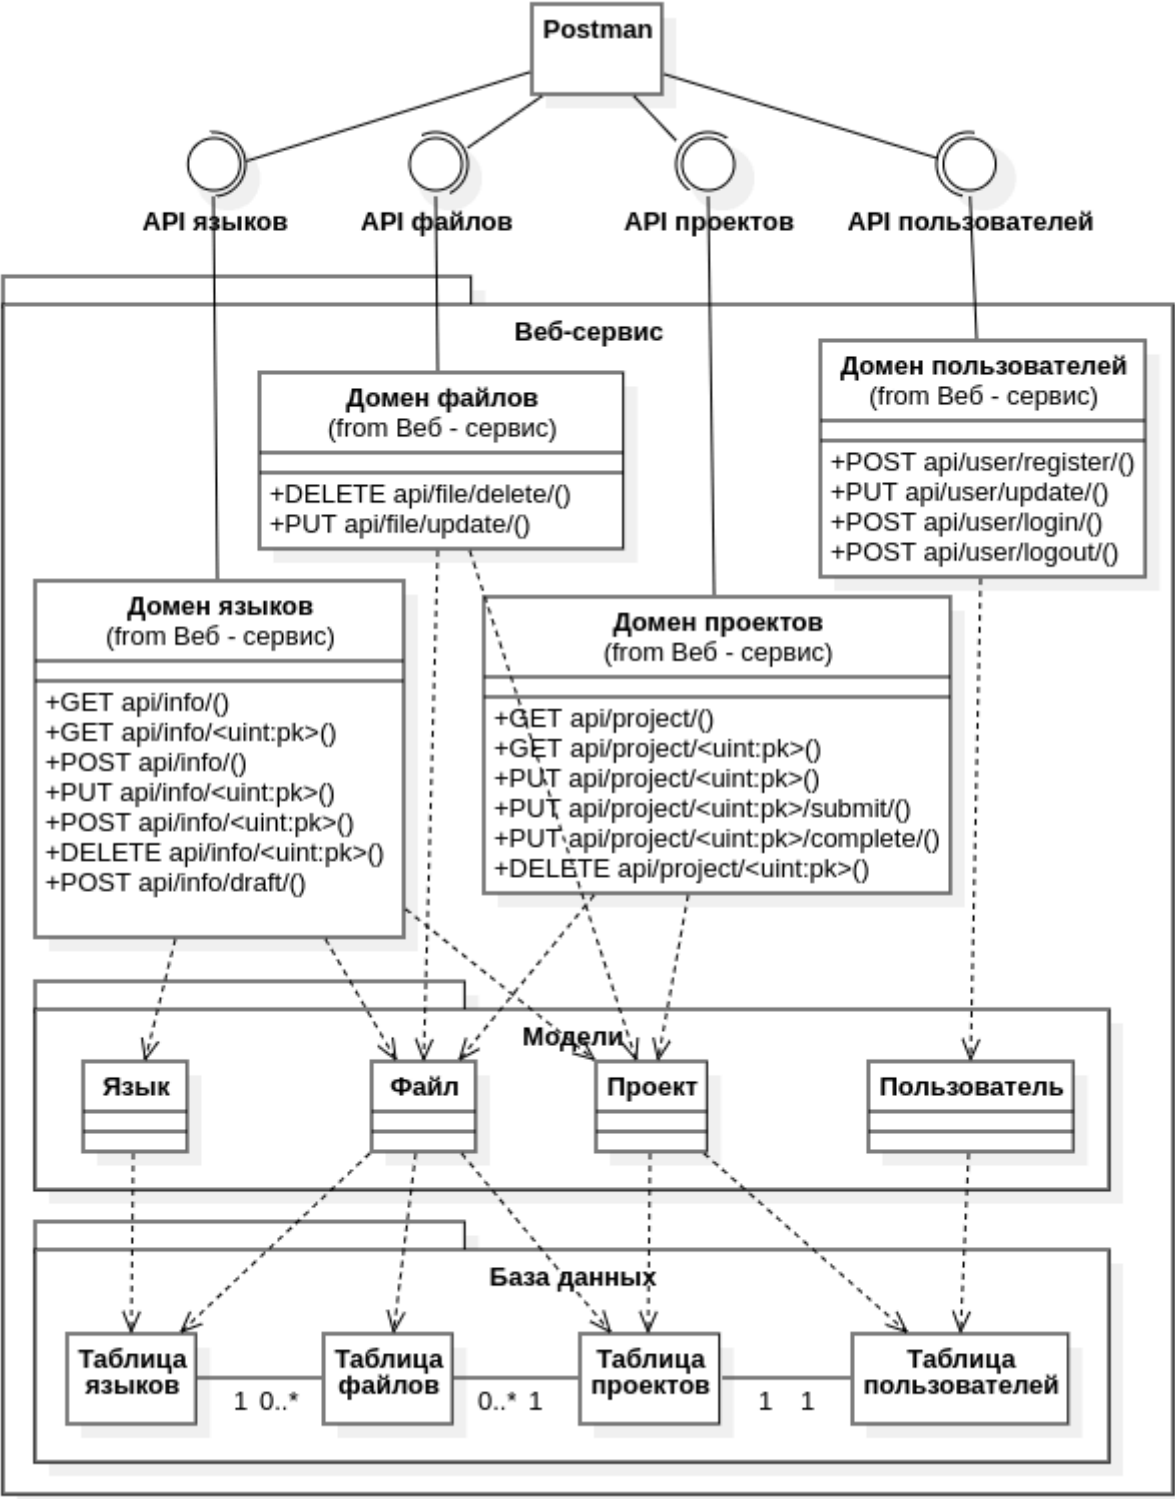 Postman
API языков
API файлов
API проектов
API пользователей
Веб-сервис
Домен пользователей
(from Веб - сервис)
+POST api/user/register/()
+PUT api/user/update/()
+POST api/user/login/()
+POST api/user/logout/()
Домен файлов
(from Веб - сервис)
+DELETE api/file/delete/()
+PUT api/file/update/()
Домен языков
(from Веб - сервис)
+GET api/info/()
+GET api/info/<uint:pk>()
+POST api/info/()
+PUT api/info/<uint:pk>()
+POST api/info/<uint:pk>()
+DELETE api/info/<uint:pk>()
+POST api/info/draft/()
Домен проектов
(from Веб - сервис)
+GET api/project/()
+GET api/project/<uint:pk>()
+PUT api/project/<uint:pk>()
+PUT api/project/<uint:pk>/submit/()
+PUT api/project/<uint:pk>/complete/()
+DELETE api/project/<uint:pk>()
Модели
Язык
Файл
Проект
Пользователь
База данных
Таблица
языков
1 0..*
Таблица
файлов
0..* 1
Таблица
проектов
1 1
Таблица
пользователей